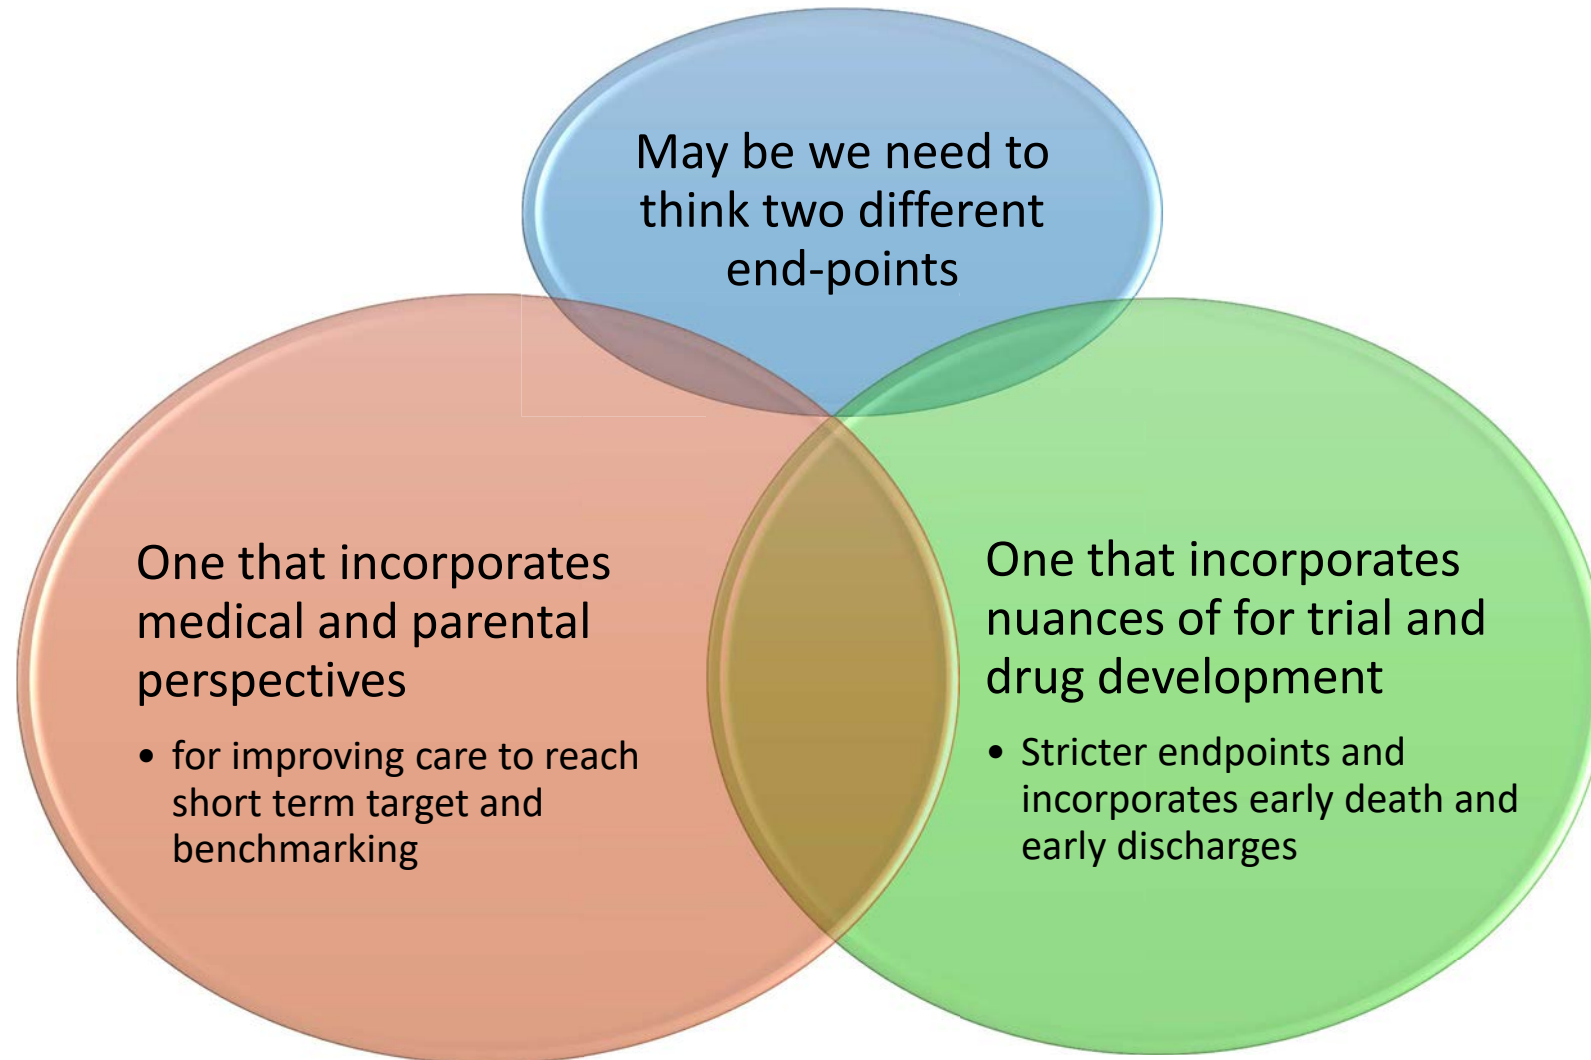 May be we need to
think two different
end-points
One that incorporates
medical and parental
perspectives
• for improving care to reach
short term target and
benchmarking
One that incorporates
nuances of for trial and
drug development
• Stricter endpoints and
incorporates early death and
early discharges